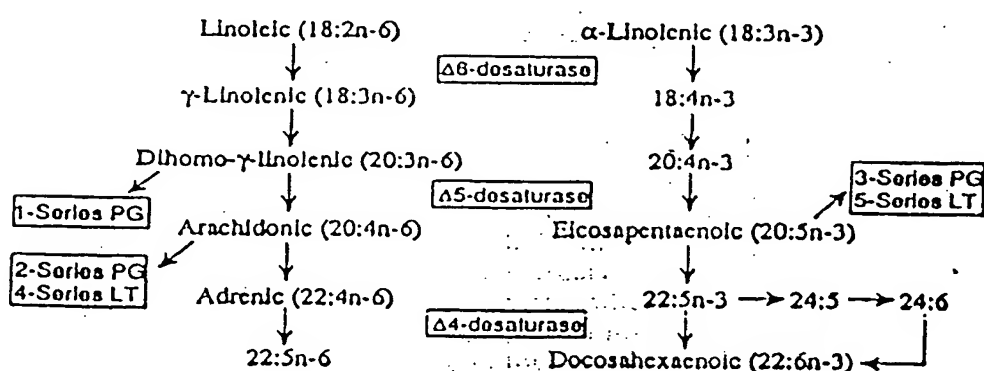 Linoleic (18:2n-6)
α-Linolenic (18:3n-3)
Δ6-desaturase
γ-Linolenic (18:3n-6)
18:4n-3
Dihomo-γ-linolenic (20:3n-6)
20:4n-3
1-Series PG
Δ5-desaturase
3-Series PG
5-Series LT
Arachidonic (20:4n-6)
Eicosapentaenoic (20:5n-3)
2-Series PG
4-Series LT
Adrenic (22:4n-6)
22:5n-3
24:5
24:6
Δ4-desaturase
22:5n-6
Docosahexaenoic (22:6n-3)